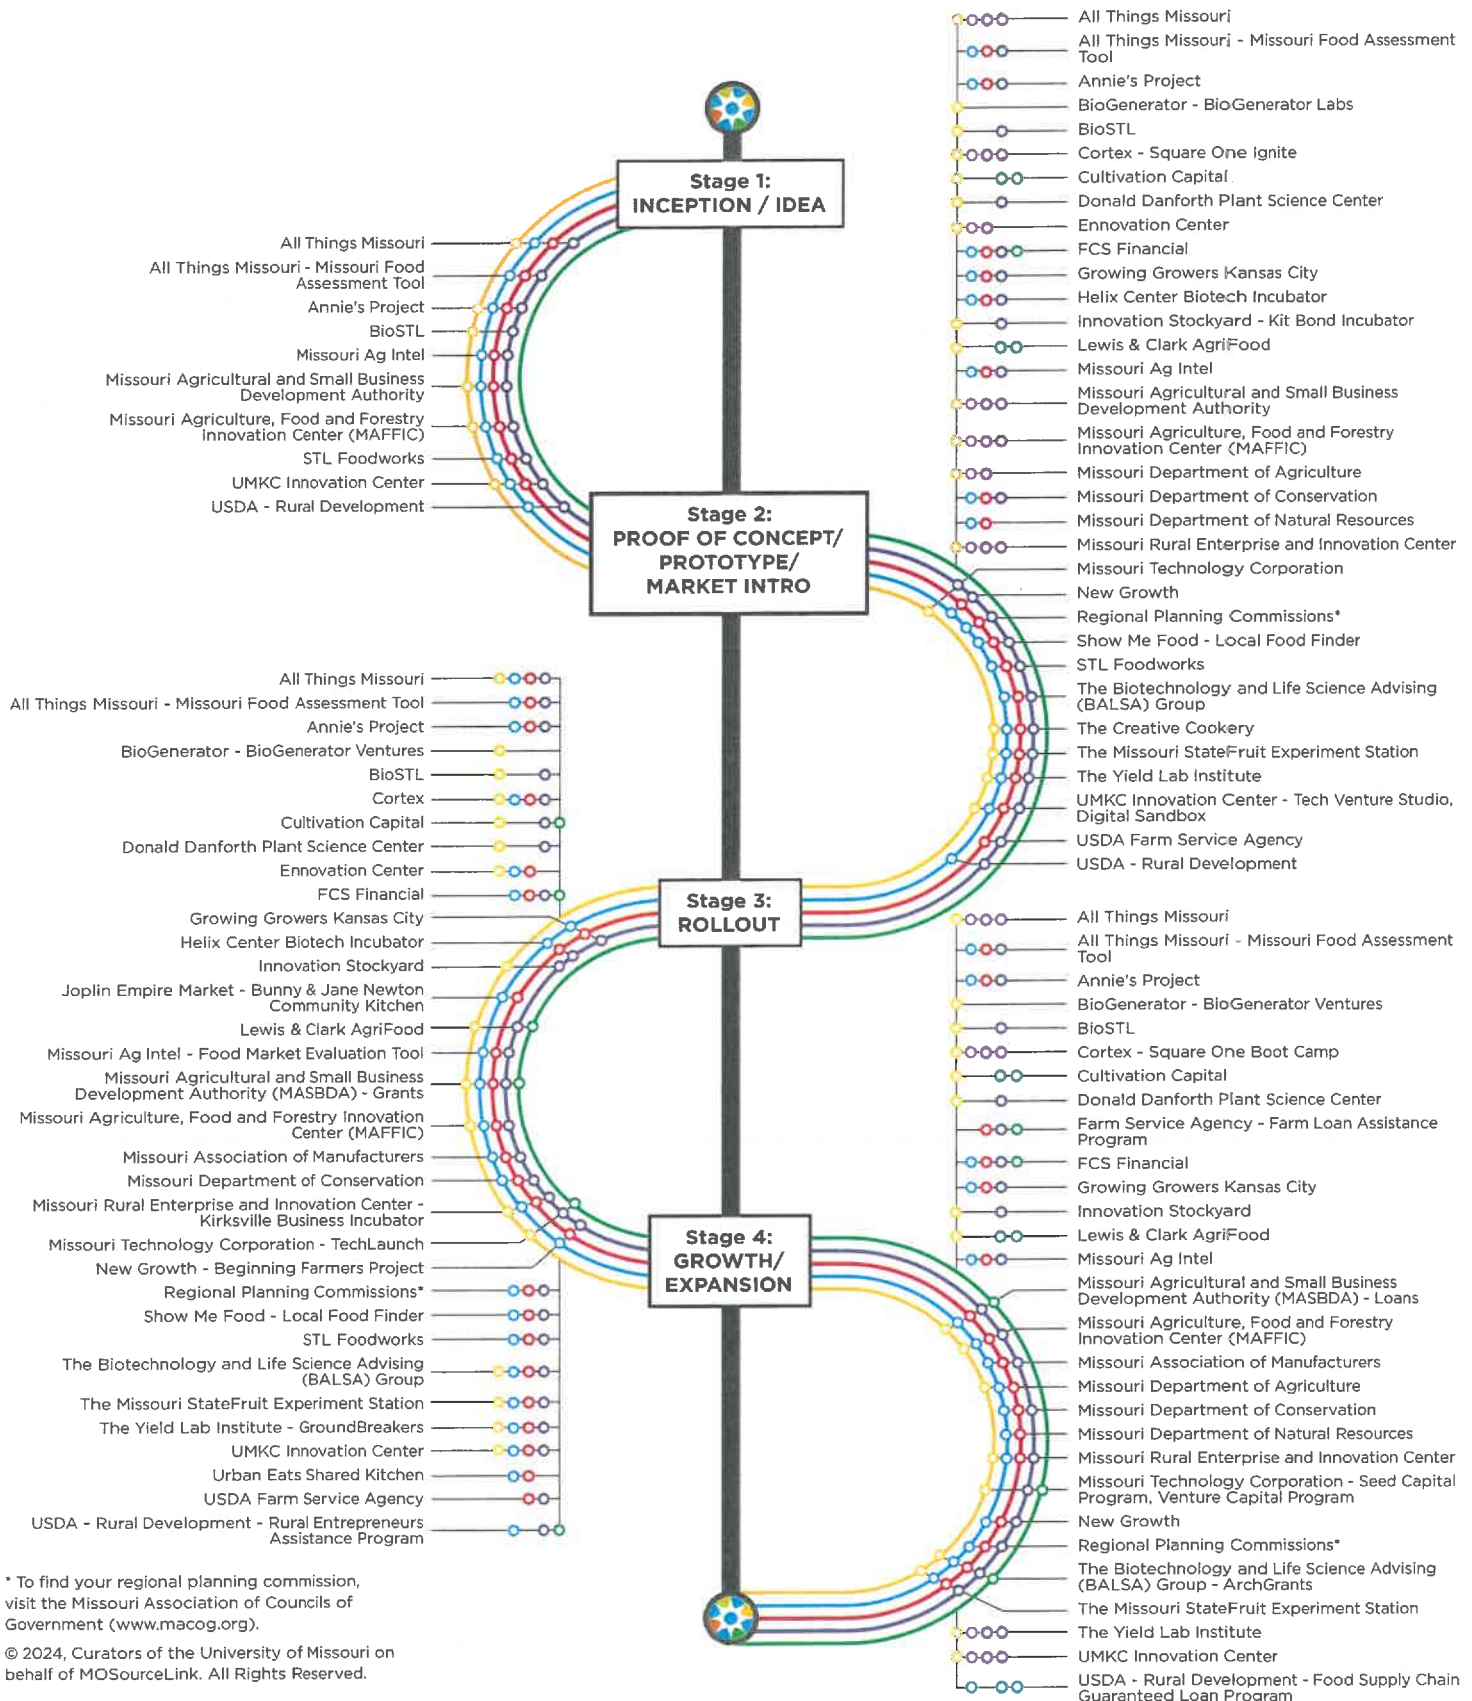 Stage 1:
INCEPTION / IDEA
All Things Missouri
All Things Missouri - Missouri Food
Assessment Tool
Annie's Project
BioSTL
Missouri Ag Intel
Missouri Agricultural and Small Business
Development Authority
Missouri Agriculture, Food and Forestry
Innovation Center (MAFFIC)
STL Foodworks
UMKC Innovation Center
USDA - Rural Development
Stage 2:
PROOF OF CONCEPT/
PROTOTYPE/
MARKET INTRO
All Things Missouri
All Things Missouri - Missouri Food Assessment
Tool
Annie's Project
BioGenerator - BioGenerator Labs
BioSTL
Cortex - Square One Ignite
Cultivation Capital
Donald Danforth Plant Science Center
Ennovation Center
FCS Financial
Growing Growers Kansas City
Helix Center Biotech Incubator
Innovation Stockyard - Kit Bond Incubator
Lewis & Clark AgriFood
Missouri Ag Intel
Missouri Agricultural and Small Business
Development Authority
Missouri Agriculture, Food and Forestry
Innovation Center (MAFFIC)
Missouri Department of Agriculture
Missouri Department of Conservation
Missouri Department of Natural Resources
Missouri Rural Enterprise and Innovation Center
Missouri Technology Corporation
New Growth
Regional Planning Commissions*
Show Me Food - Local Food Finder
STL Foodworks
The Biotechnology and Life Science Advising
(BALSA) Group
The Creative Cookery
The Missouri StateFruit Experiment Station
The Yield Lab Institute
UMKC Innovation Center - Tech Venture Studio,
Digital Sandbox
USDA Farm Service Agency
USDA - Rural Development
Stage 3:
ROLLOUT
All Things Missouri
All Things Missouri - Missouri Food Assessment Tool
Annie's Project
BioGenerator - BioGenerator Ventures
BioSTL
Cortex
Cultivation Capital
Donald Danforth Plant Science Center
Ennovation Center
FCS Financial
Growing Growers Kansas City
Helix Center Biotech Incubator
Innovation Stockyard
Joplin Empire Market - Bunny & Jane Newton
Community Kitchen
Lewis & Clark AgriFood
Missouri Ag Intel - Food Market Evaluation Tool
Missouri Agricultural and Small Business
Development Authority (MASBDA) - Grants
Missouri Agriculture, Food and Forestry Innovation
Center (MAFFIC)
Missouri Association of Manufacturers
Missouri Department of Conservation
Missouri Rural Enterprise and Innovation Center -
Kirksville Business Incubator
Missouri Technology Corporation - TechLaunch
New Growth - Beginning Farmers Project
Regional Planning Commissions*
Show Me Food - Local Food Finder
STL Foodworks
The Biotechnology and Life Science Advising
(BALSA) Group
The Missouri StateFruit Experiment Station
The Yield Lab Institute - GroundBreakers
UMKC Innovation Center
Urban Eats Shared Kitchen
USDA Farm Service Agency
USDA - Rural Development - Rural Entrepreneurs
Assistance Program
Stage 4:
GROWTH/
EXPANSION
All Things Missouri
All Things Missouri - Missouri Food Assessment
Tool
Annie's Project
BioGenerator - BioGenerator Ventures
BioSTL
Cortex - Square One Boot Camp
Cultivation Capital
Donald Danforth Plant Science Center
Farm Service Agency - Farm Loan Assistance
Program
FCS Financial
Growing Growers Kansas City
Innovation Stockyard
Lewis & Clark AgriFood
Missouri Ag Intel
Missouri Agricultural and Small Business
Development Authority (MASBDA) - Loans
Missouri Agriculture, Food and Forestry
Innovation Center (MAFFIC)
Missouri Association of Manufacturers
Missouri Department of Agriculture
Missouri Department of Conservation
Missouri Department of Natural Resources
Missouri Rural Enterprise and Innovation Center
Missouri Technology Corporation - Seed Capital
Program, Venture Capital Program
New Growth
Regional Planning Commissions*
The Biotechnology and Life Science Advising
(BALSA) Group - ArchGrants
The Missouri StateFruit Experiment Station
The Yield Lab Institute
UMKC Innovation Center
USDA - Rural Development - Food Supply Chain
Guaranteed Loan Program
* To find your regional planning commission,
visit the Missouri Association of Councils of
Government (www.macog.org).
© 2024, Curators of the University of Missouri on
behalf of MOSourceLink. All Rights Reserved.